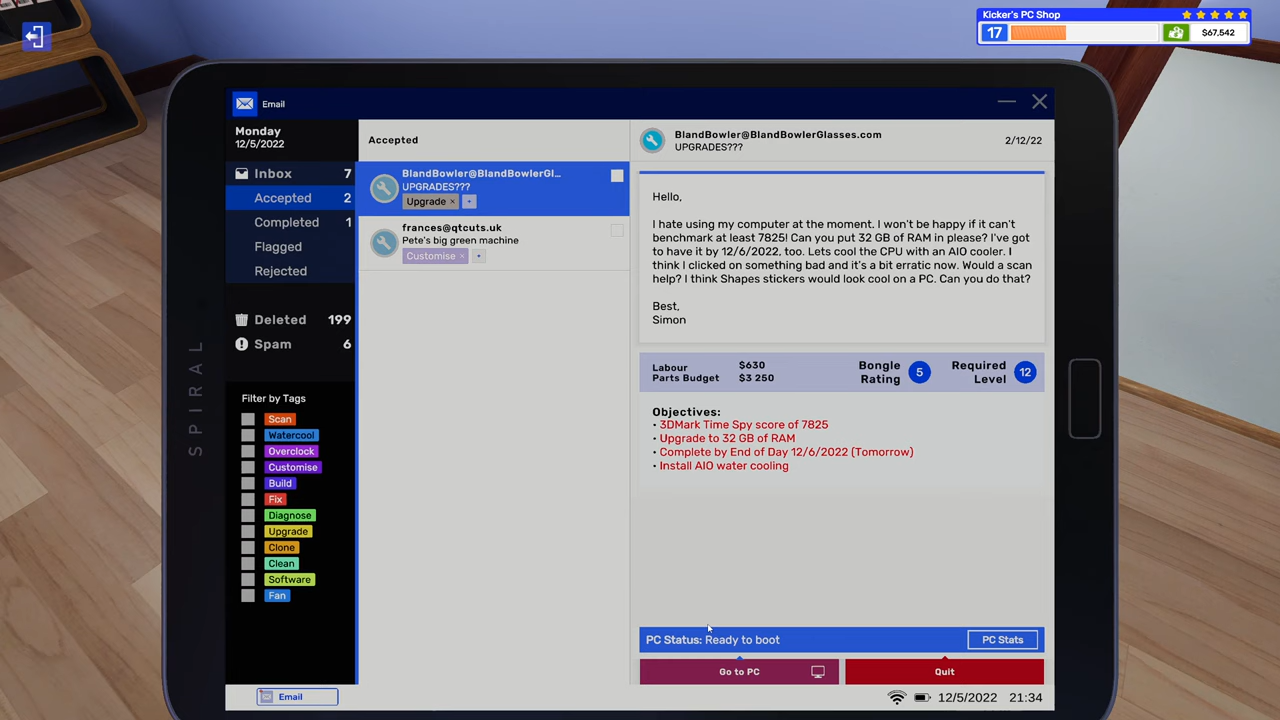 Kicker's PC Shop
17
$67,542
Email
Monday
12/5/2022
Inbox 7
Accepted 2
Completed 1
Flagged
Rejected
Deleted 199
Spam 6
Filter by Tags
Scan
Watercool
Overclock
Customise
Build
Fix
Diagnose
Upgrade
Clone
Clean
Software
Fan
Accepted
BlandBowler@BlandBowlerGl...
UPGRADES???
Upgrade ×
frances@qtcuts.uk
Pete's big green machine
Customise ×
BlandBowler@BlandBowlerGlasses.com
UPGRADES???
2/12/22
Hello,
I hate using my computer at the moment. I won't be happy if it can't
benchmark at least 7825! Can you put 32 GB of RAM in please? I've got
to have it by 12/6/2022, too. Lets cool the CPU with an AIO cooler. I
think I clicked on something bad and it's a bit erratic now. Would a scan
help? I think Shapes stickers would look cool on a PC. Can you do that?
Best,
Simon
Labour $630
Parts Budget $3 250
Bongle Rating 5
Required Level 12
Objectives:
• 3DMark Time Spy score of 7825
• Upgrade to 32 GB of RAM
• Complete by End of Day 12/6/2022 (Tomorrow)
• Install AIO water cooling
PC Status: Ready to boot
PC Stats
Go to PC
Quit
SPIRAL
Email
12/5/2022 21:34